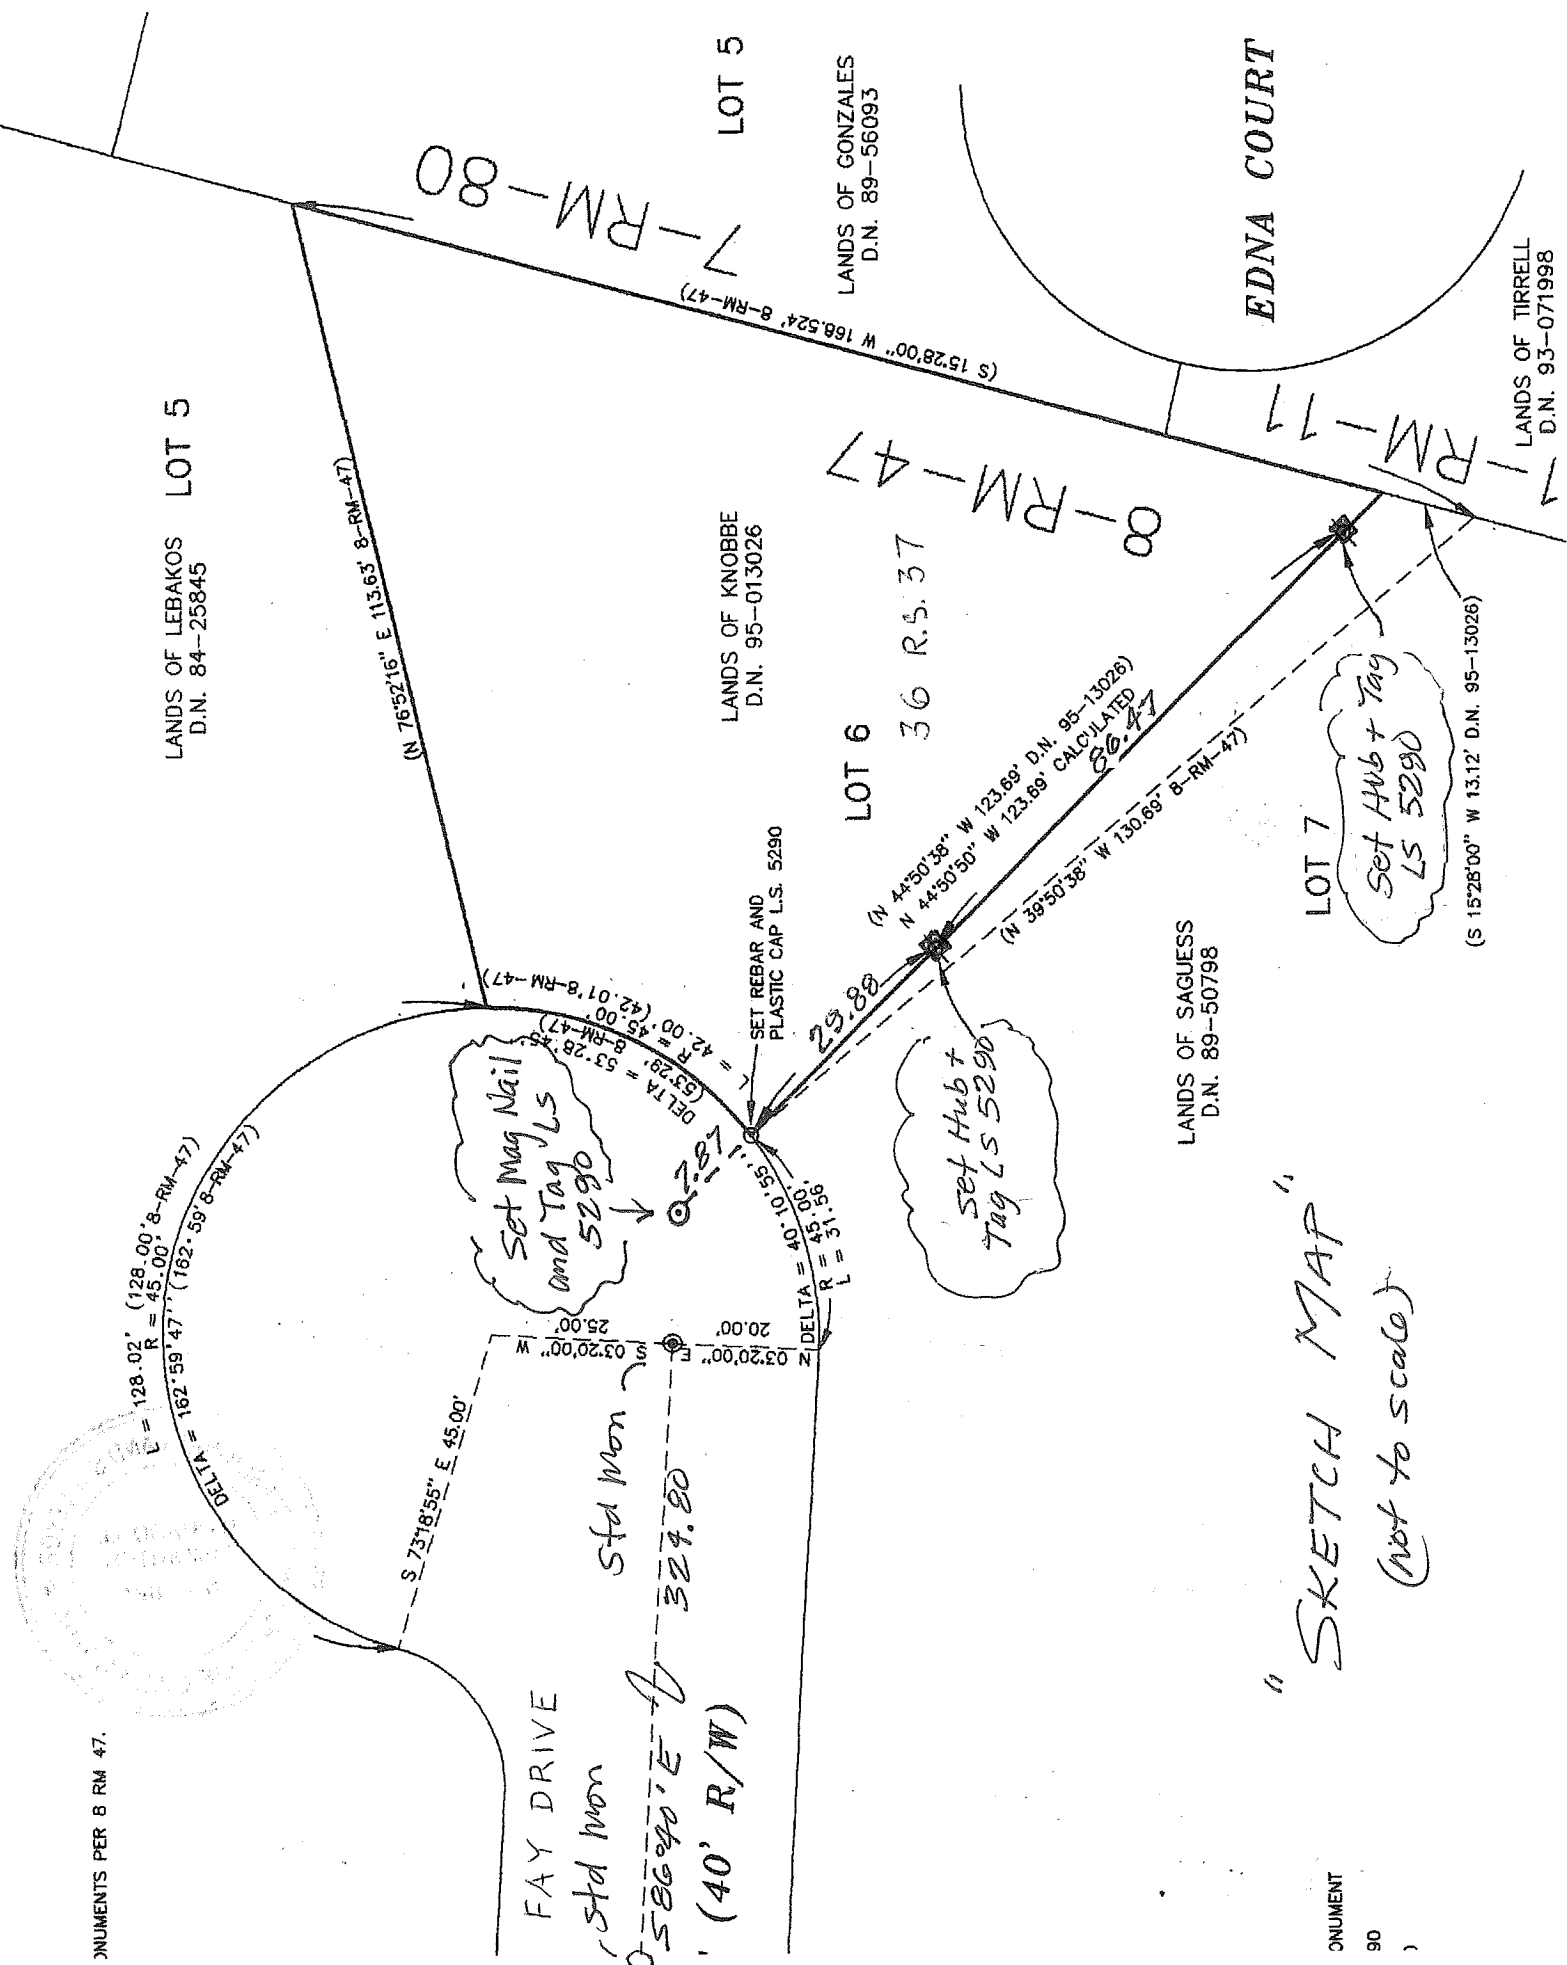 LOT 5
LANDS OF GONZALES
D.N. 89-56093
EDNA COURT
LANDS OF TIRRELL
D.N. 93-071998
7-RM-80
8-RM-47
1-RM-11
(S 15°28'00" W 168.524' 8-RM-47)
LANDS OF LEBAKOS
D.N. 84-25845
LOT 5
(N 76°52'16" E 113.63' 8-RM-47)
LANDS OF KNOBBE
D.N. 95-013026
LOT 6
36 R.S. 37
(N 44°50'38" W 123.69' D.N. 95-13026)
N 44°50'50" W 123.69' CALCULATED
86.47
(N 39°50'38" W 130.69' 8-RM-47)
LOT 7
Set Hub + Tag
LS 5290
(S 15°28'00" W 13.12' D.N. 95-13026)
SET REBAR AND
PLASTIC CAP L.S. 5290
29.88
Set Hub +
Tag LS 5290
LANDS OF SAGUESS
D.N. 89-50798
L = 42.00' (42.01' 8-RM-47)
R = 45.00'
DELTA = 53°28'45"
(53°29' 8-RM-47)
Set Mag Nail
and Tag LS
5290
7.87
DELTA = 40°10'55"
R = 45.00'
L = 31.56'
L = 128.02' (128.00' 8-RM-47)
R = 45.00'
DELTA = 162°59'47" (162°59' 8-RM-47)
S 03°20'00" W
25.00'
N 03°20'00" E
20.00'
S 73°18'55" E 45.00'
Std Mon
324.80
FAY DRIVE
Std Mon
S86°40'E
(40' R/W)
"SKETCH MAP"
(not to scale)
ONUMENTS PER 8 RM 47.
ONUMENT
90
)